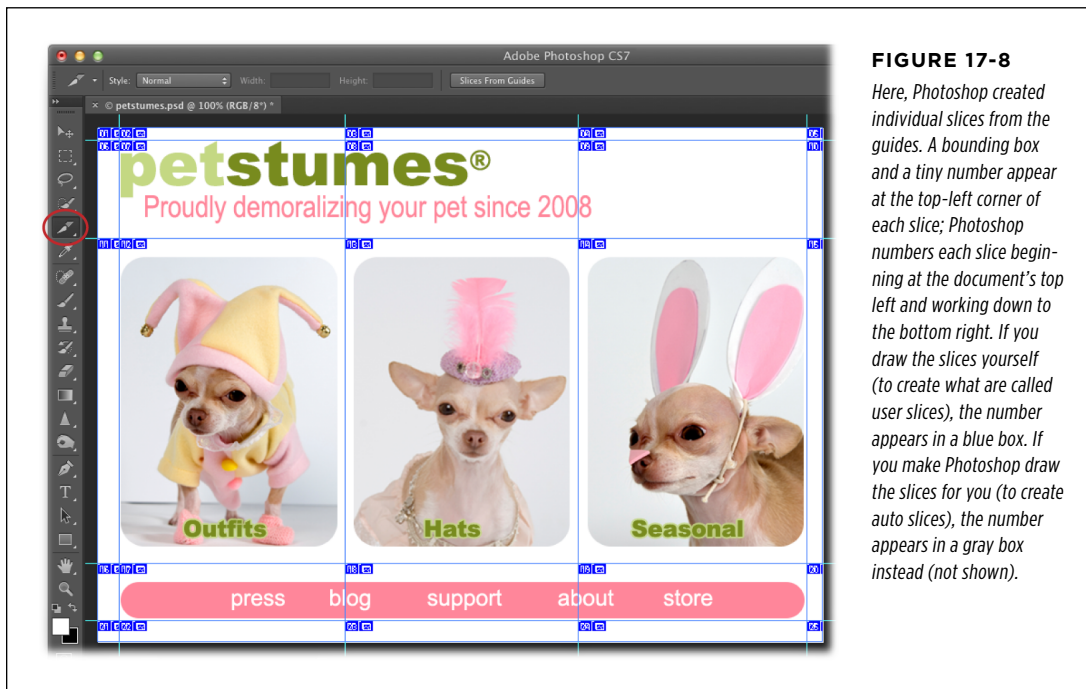 Adobe Photoshop CS7
Style: Normal Width: Height: Slices From Guides
× © petstumes.psd @ 100% (RGB/8*) *
petstumes®
Proudly demoralizing your pet since 2008
Outfits Hats Seasonal
press blog support about store
FIGURE 17-8
Here, Photoshop created
individual slices from the
guides. A bounding box
and a tiny number appear
at the top-left corner of
each slice; Photoshop
numbers each slice begin-
ning at the document's top
left and working down to
the bottom right. If you
draw the slices yourself
(to create what are called
user slices), the number
appears in a blue box. If
you make Photoshop draw
the slices for you (to create
auto slices), the number
appears in a gray box
instead (not shown).